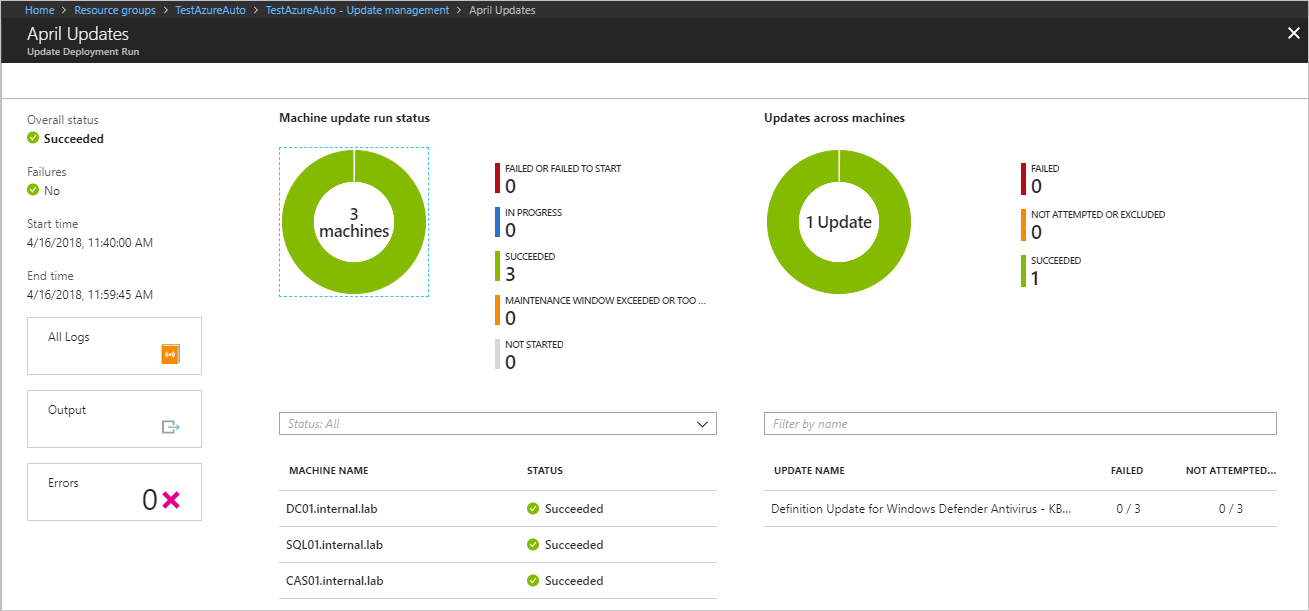 Home > Resource groups > TestAzureAuto > TestAzureAuto - Update management > April Updates
April Updates
Update Deployment Run
Overall status
Succeeded
Failures
No
Start time
4/16/2018, 11:40:00 AM
End time
4/16/2018, 11:59:45 AM
All Logs
Output
Errors
0
Machine update run status
3
machines
FAILED OR FAILED TO START
0
IN PROGRESS
0
SUCCEEDED
3
MAINTENANCE WINDOW EXCEEDED OR TOO ...
0
NOT STARTED
0
Status: All
MACHINE NAME STATUS
DC01.internal.lab Succeeded
SQL01.internal.lab Succeeded
CAS01.internal.lab Succeeded
Updates across machines
1 Update
FAILED
0
NOT ATTEMPTED OR EXCLUDED
0
SUCCEEDED
1
Filter by name
UPDATE NAME FAILED NOT ATTEMPTED...
Definition Update for Windows Defender Antivirus - KB... 0 / 3 0 / 3